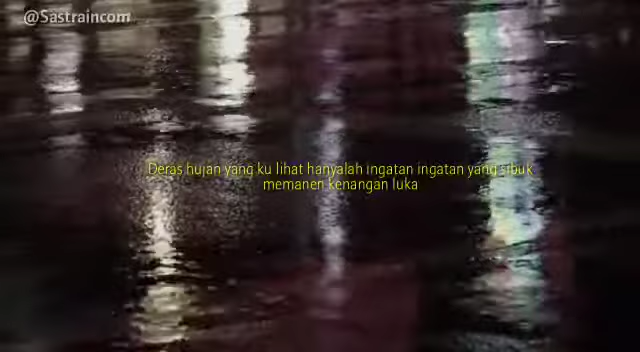 @Sastraincom
Deras hujan yang ku lihat hanyalah ingatan ingatan yang sibuk
memanen kenangan luka